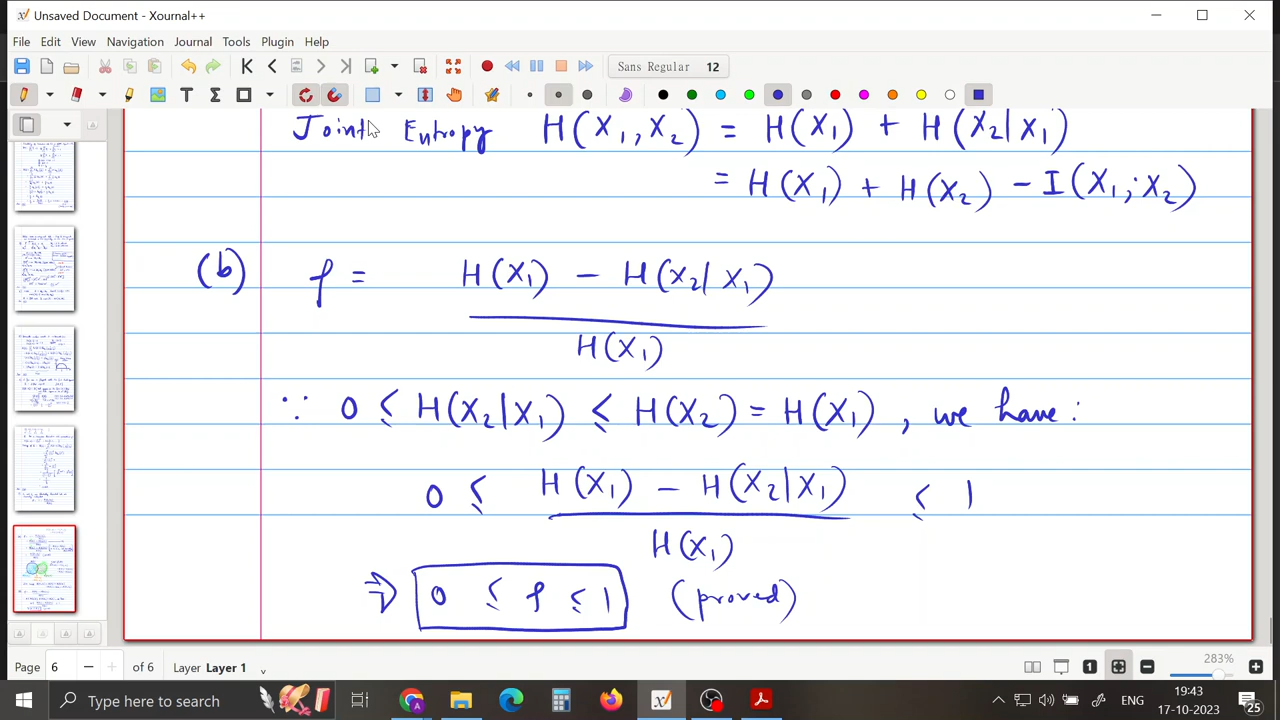 Unsaved Document - Xournal++
File Edit View Navigation Journal Tools Plugin Help
Sans Regular 12
Joint Entropy H(X₁, X₂) = H(X₁) + H(X₂|X₁)
= H(X₁) + H(X₂) - I(X₁; X₂)
(b) ρ = H(X₁) - H(X₂|X₁)
H(X₁)
∵ 0 ≤ H(X₂|X₁) ≤ H(X₂) = H(X₁), we have:
0 ≤ H(X₁) - H(X₂|X₁) ≤ 1
H(X₁)
⇒ 0 ≤ ρ ≤ 1 (proved)
Page 6 of 6 Layer Layer 1 283%
Type here to search ENG 19:43 17-10-2023 25